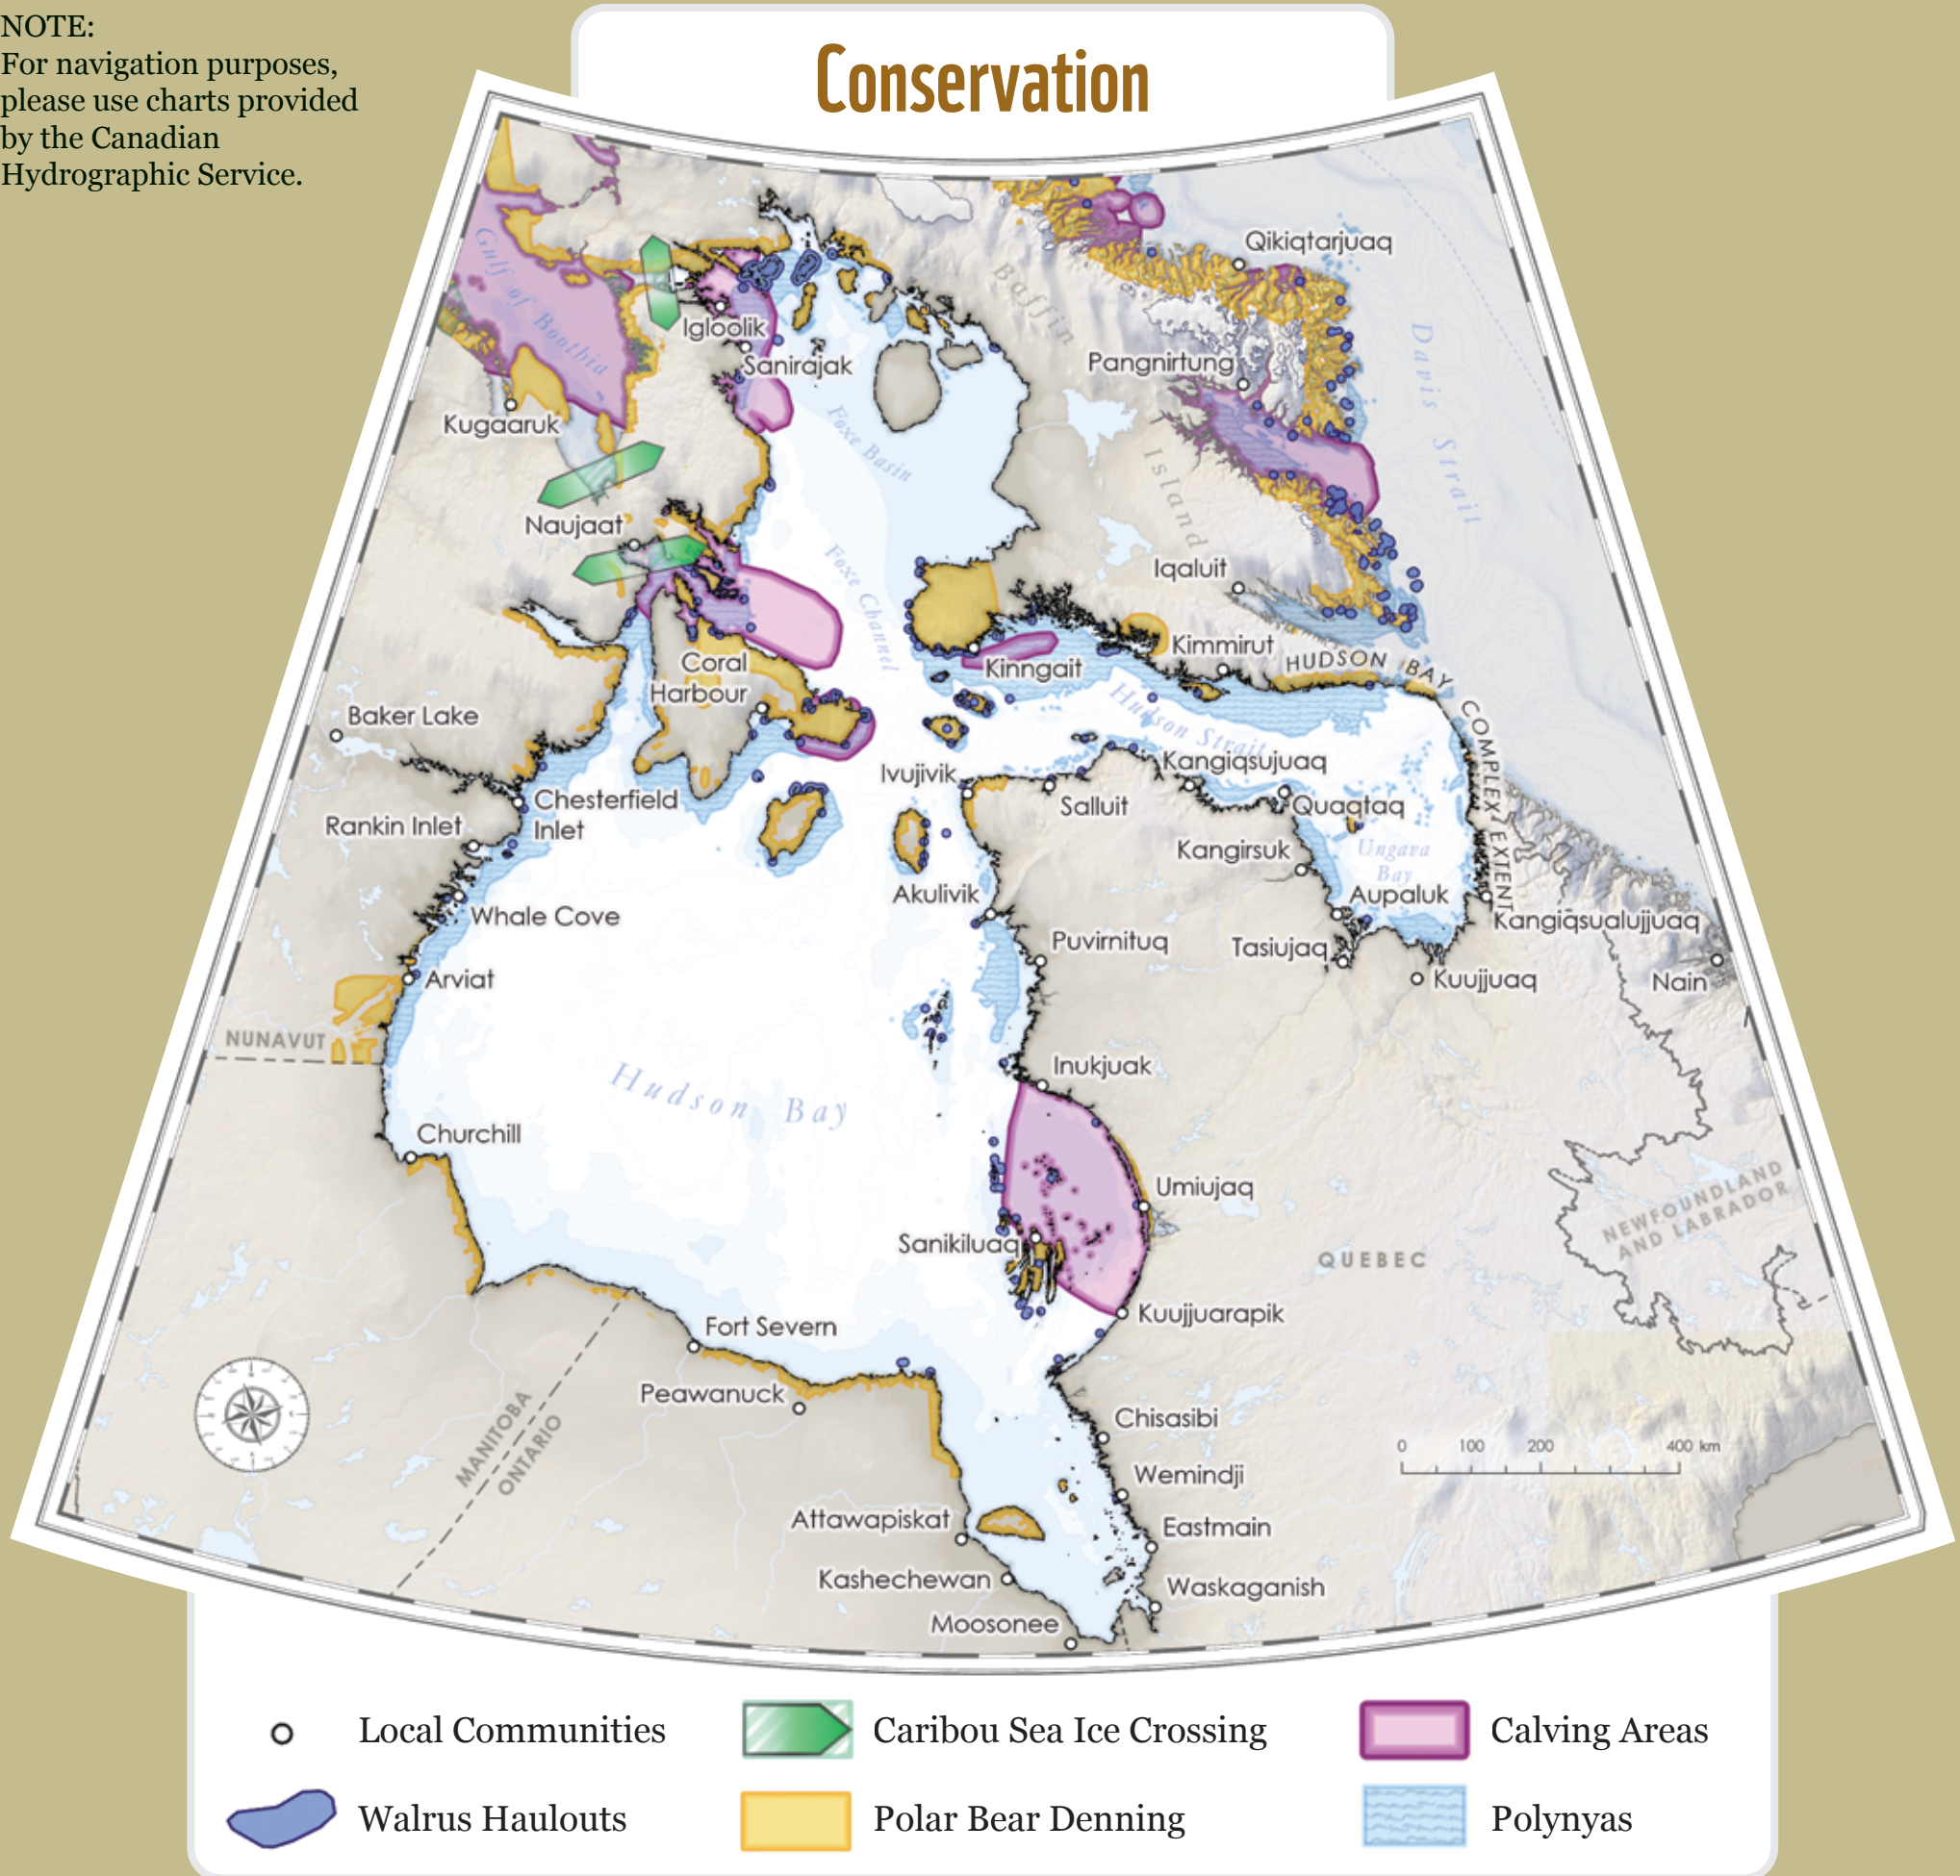 NOTE:
For navigation purposes,
please use charts provided
by the Canadian
Hydrographic Service.
Conservation
Qikiqtarjuaq
Gulf of Boothia
Baffin
Igloolik
Davis Strait
Pangnirtung
Sanirajak
Kugaaruk
Foxe Basin
Island
Naujaat
Iqaluit
Foxe Channel
Kimmirut
HUDSON BAY
COMPLEX EXTENT
Coral
Harbour
Kinngait
Hudson Strait
Baker Lake
Ivujivik
Kangiqsujuaq
Chesterfield
Inlet
Salluit
Quaqtaq
Rankin Inlet
Kangirsuk
Ungava
Bay
Akulivik
Aupaluk
Whale Cove
Kangiqsualujjuaq
Puvirnituq
Tasiujaq
Arviat
Kuujjuaq
Nain
NUNAVUT
Inukjuak
Hudson Bay
Churchill
Umiujaq
NEWFOUNDLAND
AND LABRADOR
Sanikiluaq
QUEBEC
Kuujjuarapik
Fort Severn
Peawanuck
MANITOBA
ONTARIO
Chisasibi
0 100 200 400 km
Wemindji
Attawapiskat
Eastmain
Kashechewan
Waskaganish
Moosonee
Local Communities
Caribou Sea Ice Crossing
Calving Areas
Walrus Haulouts
Polar Bear Denning
Polynyas